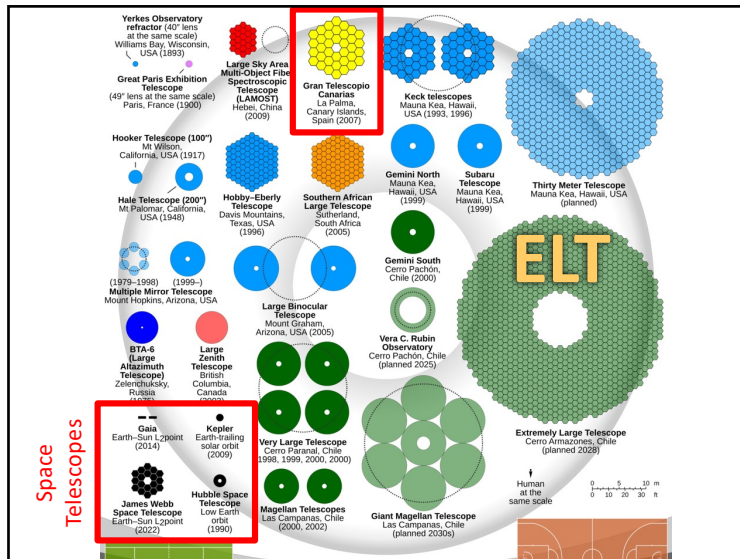 Yerkes Observatory
refractor (40″ lens
at the same scale)
Williams Bay, Wisconsin,
USA (1893)
Great Paris Exhibition
Telescope
(49″ lens at the same scale)
Paris, France (1900)
Large Sky Area
Multi-Object Fiber
Spectroscopic
Telescope
(LAMOST)
Hebei, China
(2009)
Gran Telescopio
Canarias
La Palma,
Canary Islands,
Spain (2007)
Keck telescopes
Mauna Kea, Hawaii,
USA (1993, 1996)
Thirty Meter Telescope
Mauna Kea, Hawaii, USA
(planned)
Hooker Telescope (100″)
Mt Wilson,
California, USA (1917)
Hale Telescope (200″)
Mt Palomar, California,
USA (1948)
Hobby–Eberly
Telescope
Davis Mountains,
Texas, USA
(1996)
Southern African
Large Telescope
Sutherland,
South Africa
(2005)
Gemini North
Mauna Kea,
Hawaii, USA
(1999)
Subaru
Telescope
Mauna Kea,
Hawaii, USA
(1999)
(1979–1998) (1999–)
Multiple Mirror Telescope
Mount Hopkins, Arizona, USA
Large Binocular
Telescope
Mount Graham,
Arizona, USA (2005)
Gemini South
Cerro Pachón,
Chile (2000)
ELT
Vera C. Rubin
Observatory
Cerro Pachón, Chile
(planned 2025)
BTA-6
(Large
Altazimuth
Telescope)
Zelenchuksky,
Russia
Large
Zenith
Telescope
British
Columbia,
Canada
Very Large Telescope
Cerro Paranal, Chile
1998, 1999, 2000, 2000)
Extremely Large Telescope
Cerro Armazones, Chile
(planned 2028)
Space
Telescopes
Gaia
Earth–Sun L2point
(2014)
Kepler
Earth-trailing
solar orbit
(2009)
James Webb
Space Telescope
Earth–Sun L2point
(2022)
Hubble Space
Telescope
Low Earth
orbit
(1990)
Magellan Telescopes
Las Campanas, Chile
(2000, 2002)
Giant Magellan Telescope
Las Campanas, Chile
(planned 2030s)
Human
at the
same scale
0 5 10 m
0 10 20 30 ft